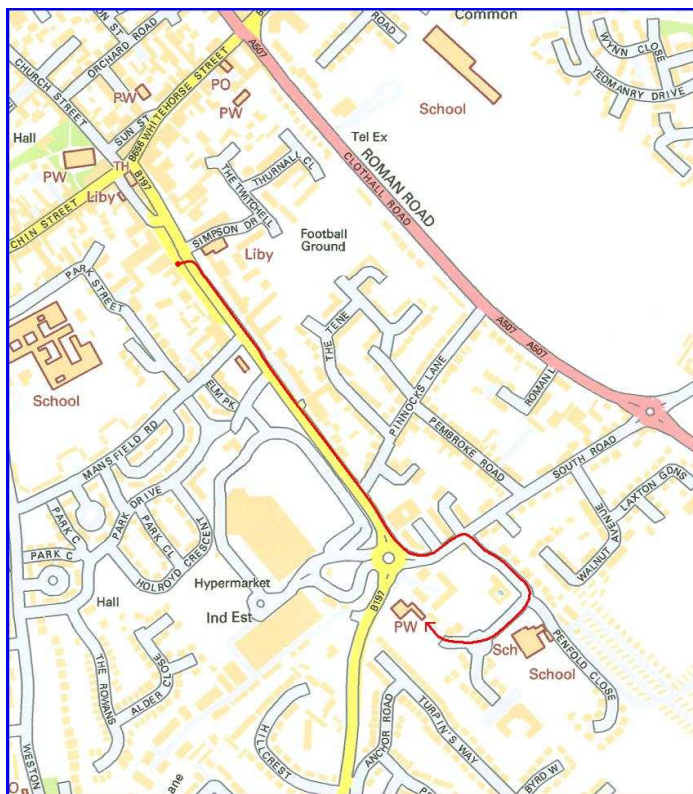 Common
ROAD
WYNN CLOSE
YEOMANRY DRIVE
ORCHARD ROAD
CHURCH STREET
A507
PO
PW
PW
School
SUN ST
B656 WHITEHORSE STREET
Hall
Tel Ex
ROMAN ROAD
CLOTHALL ROAD
PW
TH
B197
Liby
THURNALL CL
THE TWITCHELL
CHIN STREET
SIMPSON DR
Football
Ground
Liby
PARK STREET
A507
A507
THE TENE
PINNOCKS LANE
ROMAN L
School
ELM PK
MANSFIELD RD
PEMBROKE ROAD
SOUTH ROAD
LAXTON GDNS
WALNUT
AVENUE
PARK C
PARK DRIVE
PARK CL
HOLROYD CRESCENT
PARK C
Hypermarket
Hall
Ind Est
B197
PW
Sch
School
PENFOLD CLOSE
THE ROWANS
ALDER CLOSE
TURPIN'S WAY
ANCHOR ROAD
HILLCREST
WESTON
BYRD W
ane